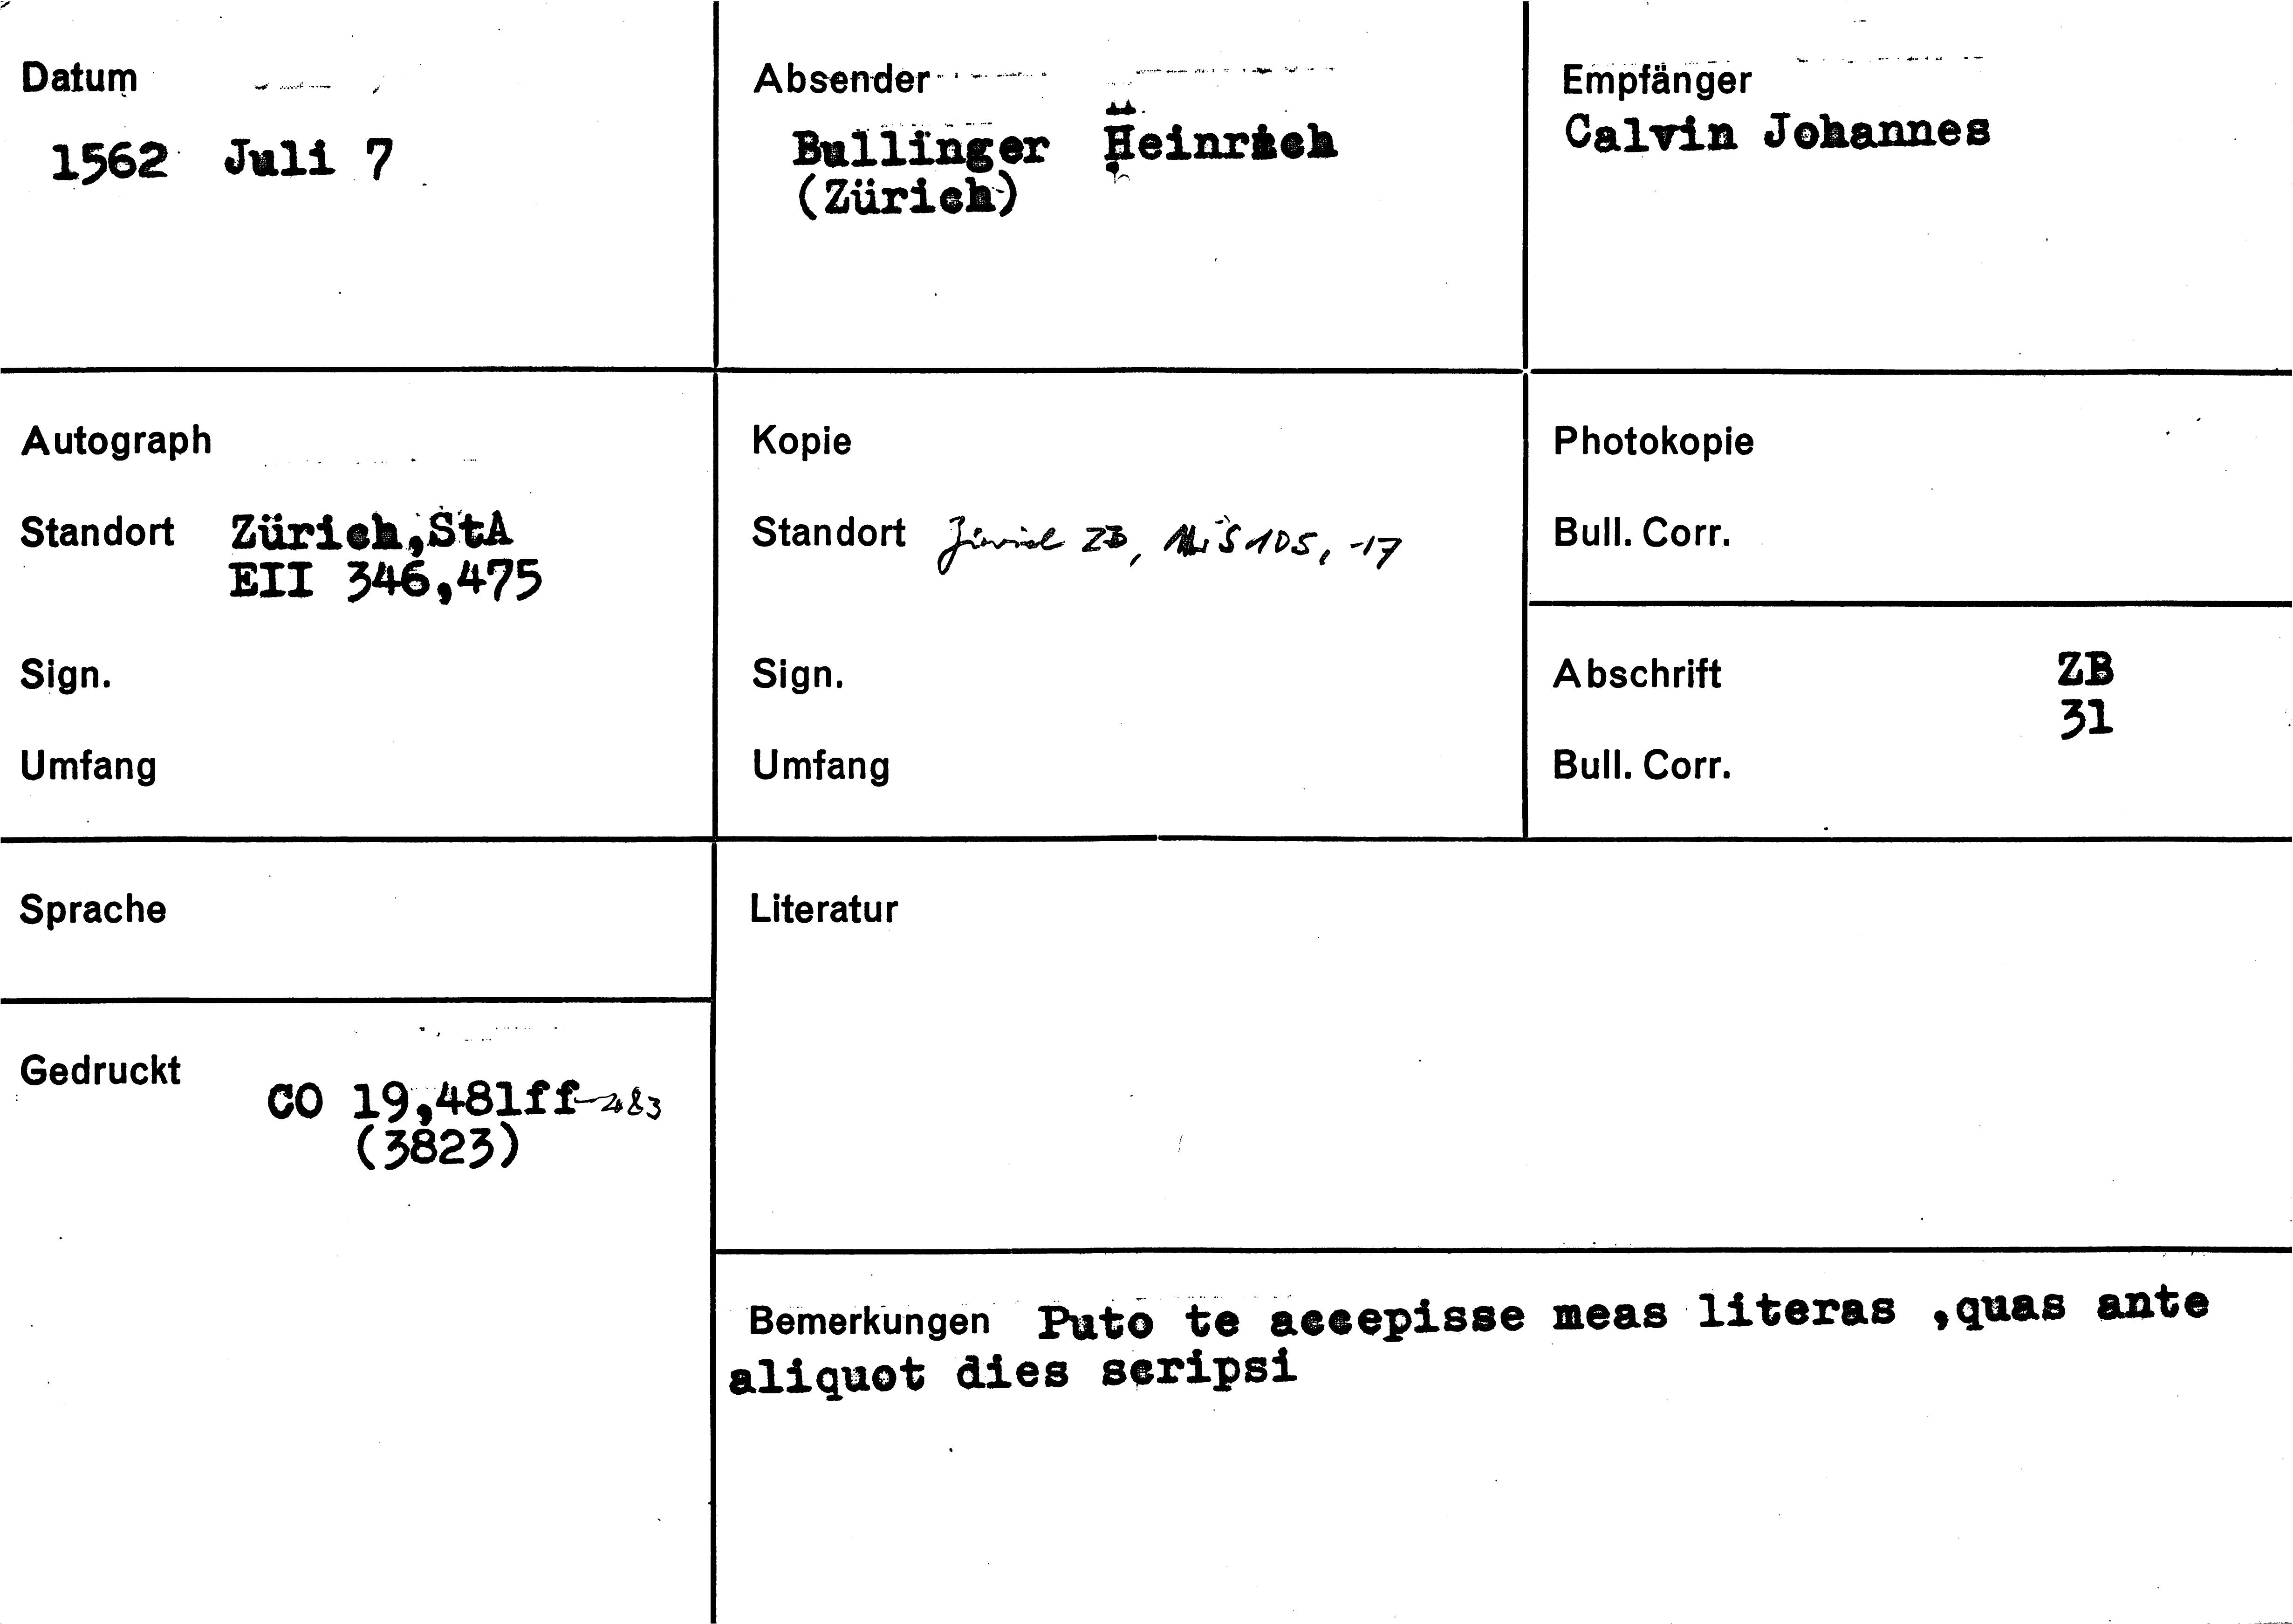 Datum
1562 Juli 7
Absender
Bullinger Heinrich
(Zürich)
Empfänger
Calvin Johannes
Autograph
Standort Zürich,StA
EII 346,475
Sign.
Umfang
Kopie
Standort Zürich ZB, Ms S 105, -17
Sign.
Umfang
Photokopie
Bull. Corr.
Abschrift ZB
31
Bull. Corr.
Sprache
Gedruckt
CO 19,481ff-483
(3823)
Literatur
Bemerkungen Puto te accepisse meas literas ,quas ante
aliquot dies scripsi